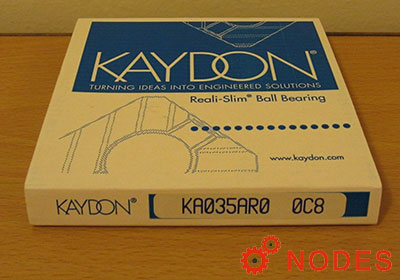 KAYDON®
TURNING IDEAS INTO ENGINEERED SOLUTIONS
Reali-Slim® Ball Bearing
www.kaydon.com
KAYDON® KA035AR0 0C8
NODES